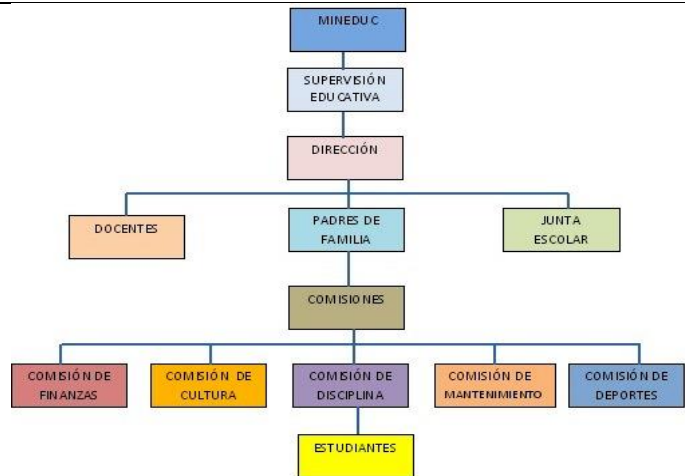 MINEDUC
SUPERVISIÓN
EDUCATIVA
DIRECCIÓN
DOCENTES
PADRES DE
FAMILIA
JUNTA
ESCOLAR
COMISIONES
COMISIÓN DE
FINANZAS
COMISIÓN DE
CULTURA
COMISIÓN DE
DISCIPLINA
COMISIÓN DE
MANTENIMIENTO
COMISIÓN DE
DEPORTES
ESTUDIANTES